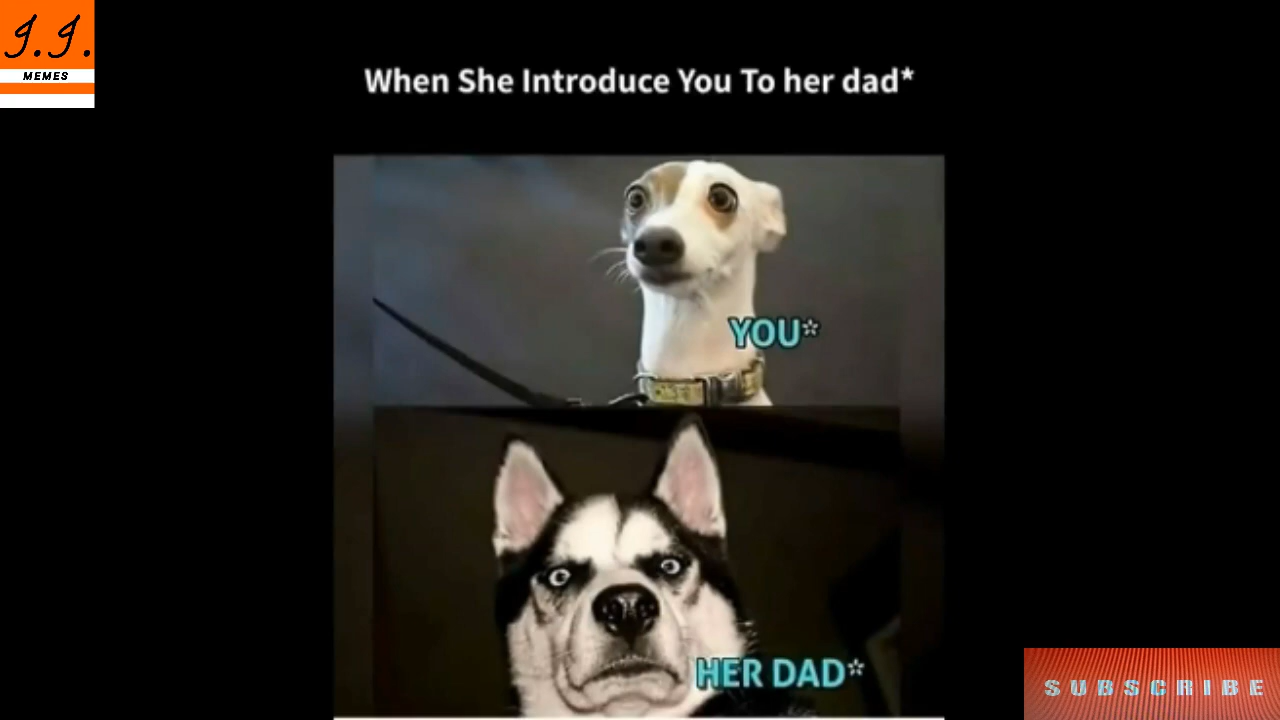 J.J.
MEMES
When She Introduce You To her dad*
YOU*
HER DAD*
SUBSCRIBE